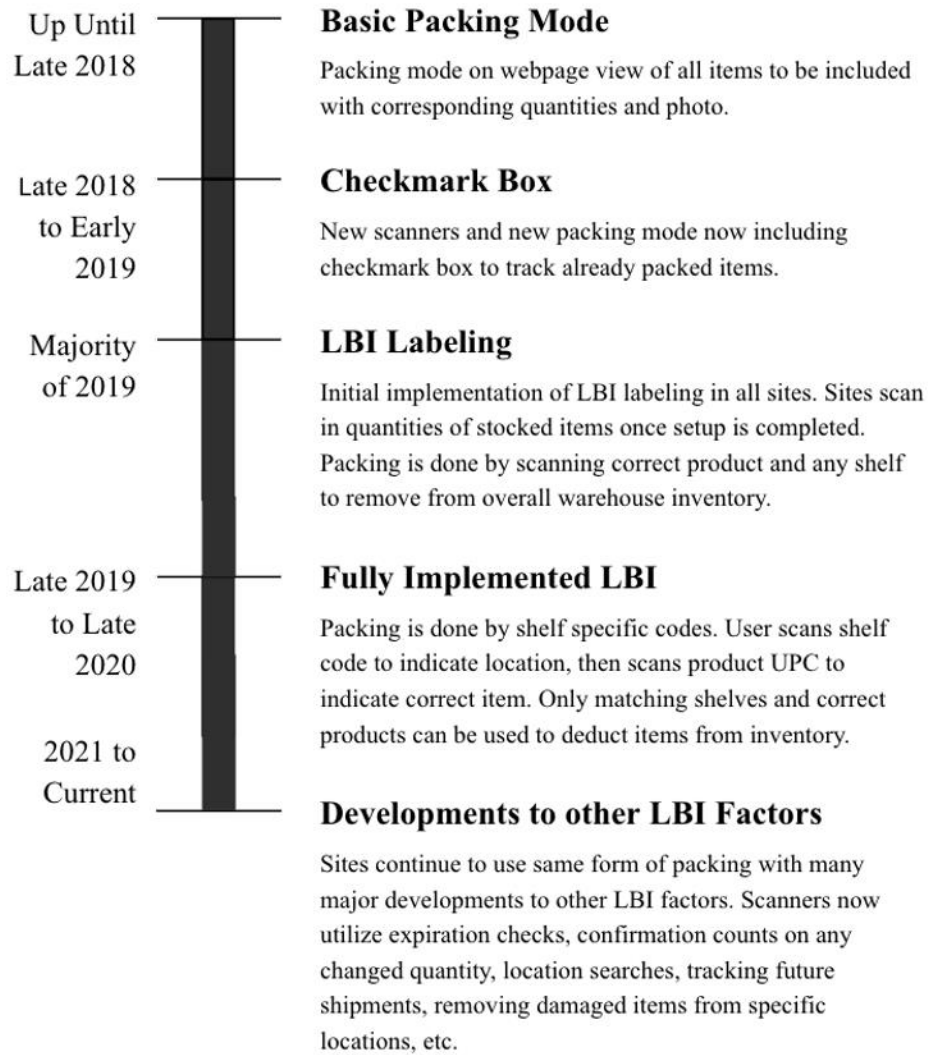 Up Until
Late 2018
Basic Packing Mode
Packing mode on webpage view of all items to be included
with corresponding quantities and photo.
Late 2018
to Early
2019
Checkmark Box
New scanners and new packing mode now including
checkmark box to track already packed items.
Majority
of 2019
LBI Labeling
Initial implementation of LBI labeling in all sites. Sites scan
in quantities of stocked items once setup is completed.
Packing is done by scanning correct product and any shelf
to remove from overall warehouse inventory.
Late 2019
to Late
2020
Fully Implemented LBI
Packing is done by shelf specific codes. User scans shelf
code to indicate location, then scans product UPC to
indicate correct item. Only matching shelves and correct
products can be used to deduct items from inventory.
2021 to
Current
Developments to other LBI Factors
Sites continue to use same form of packing with many
major developments to other LBI factors. Scanners now
utilize expiration checks, confirmation counts on any
changed quantity, location searches, tracking future
shipments, removing damaged items from specific
locations, etc.